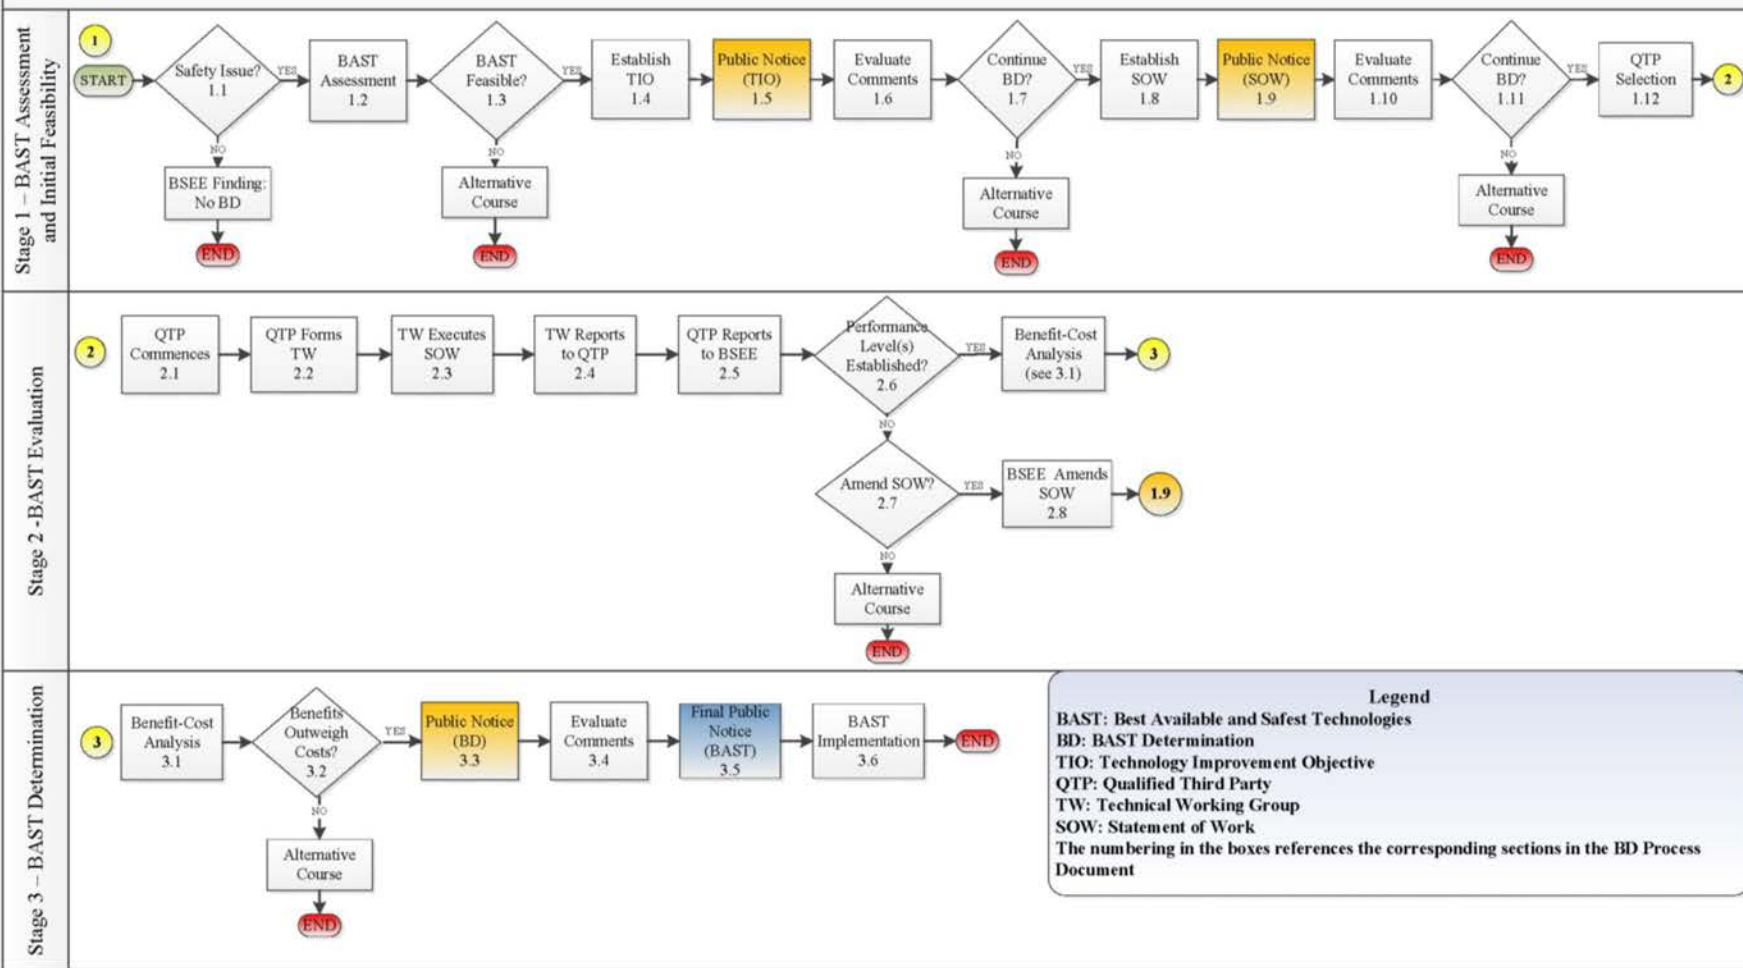 Stage 1 – BAST Assessment
and Initial Feasibility
1
START
Safety Issue?
1.1
YES
NO
BSEE Finding:
No BD
END
BAST
Assessment
1.2
BAST
Feasible?
1.3
YES
NO
Alternative
Course
END
Establish
TIO
1.4
Public Notice
(TIO)
1.5
Evaluate
Comments
1.6
Continue
BD?
1.7
YES
NO
Alternative
Course
END
Establish
SOW
1.8
Public Notice
(SOW)
1.9
Evaluate
Comments
1.10
Continue
BD?
1.11
YES
NO
Alternative
Course
END
QTP
Selection
1.12
2
Stage 2 -BAST Evaluation
2
QTP
Commences
2.1
QTP Forms
TW
2.2
TW Executes
SOW
2.3
TW Reports
to QTP
2.4
QTP Reports
to BSEE
2.5
Performance
Level(s)
Established?
2.6
YES
Benefit-Cost
Analysis
(see 3.1)
3
NO
Amend SOW?
2.7
YES
BSEE Amends
SOW
2.8
1.9
NO
Alternative
Course
END
Stage 3 – BAST Determination
3
Benefit-Cost
Analysis
3.1
Benefits
Outweigh
Costs?
3.2
YES
NO
Alternative
Course
END
Public Notice
(BD)
3.3
Evaluate
Comments
3.4
Final Public
Notice
(BAST)
3.5
BAST
Implementation
3.6
END
Legend
BAST: Best Available and Safest Technologies
BD: BAST Determination
TIO: Technology Improvement Objective
QTP: Qualified Third Party
TW: Technical Working Group
SOW: Statement of Work
The numbering in the boxes references the corresponding sections in the BD Process
Document